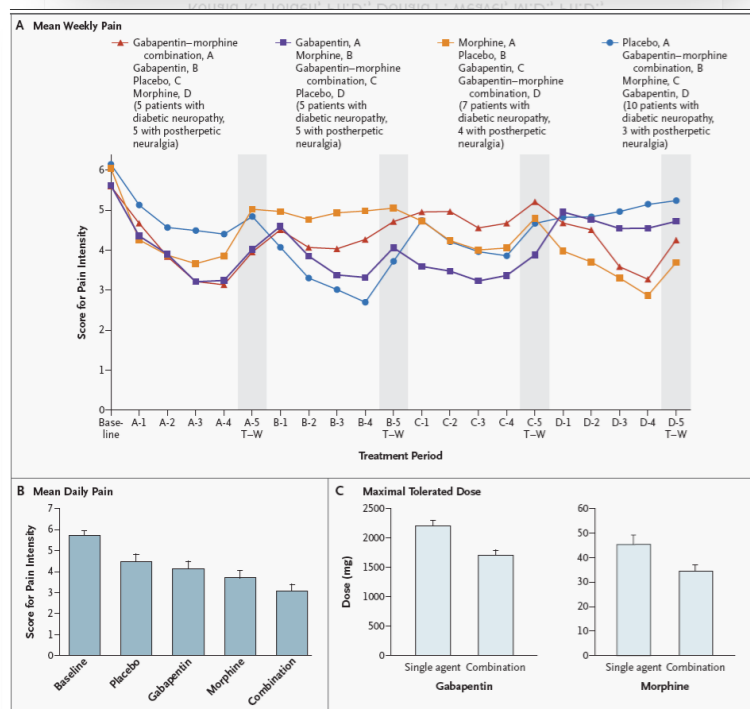 A Mean Weekly Pain
Gabapentin–morphine
combination, A
Gabapentin, B
Placebo, C
Morphine, D
(5 patients with
diabetic neuropathy,
5 with postherpetic
neuralgia)
Gabapentin, A
Morphine, B
Gabapentin–morphine
combination, C
Placebo, D
(5 patients with
diabetic neuropathy,
5 with postherpetic
neuralgia)
Morphine, A
Placebo, B
Gabapentin, C
Gabapentin–morphine
combination, D
(7 patients with
diabetic neuropathy,
4 with postherpetic
neuralgia)
Placebo, A
Gabapentin–morphine
combination, B
Morphine, C
Gabapentin, D
(10 patients with
diabetic neuropathy,
3 with postherpetic
neuralgia)
Score for Pain Intensity
6
5
4
3
2
1
0
Base-
line
A-1
A-2
A-3
A-4
A-5
T–W
B-1
B-2
B-3
B-4
B-5
T–W
C-1
C-2
C-3
C-4
C-5
T–W
D-1
D-2
D-3
D-4
D-5
T–W
Treatment Period
B Mean Daily Pain
Score for Pain Intensity
7
6
5
4
3
2
1
0
Baseline
Placebo
Gabapentin
Morphine
Combination
C Maximal Tolerated Dose
Dose (mg)
2500
2000
1500
1000
500
0
Single agent Combination
Gabapentin
60
50
40
30
20
10
0
Single agent Combination
Morphine